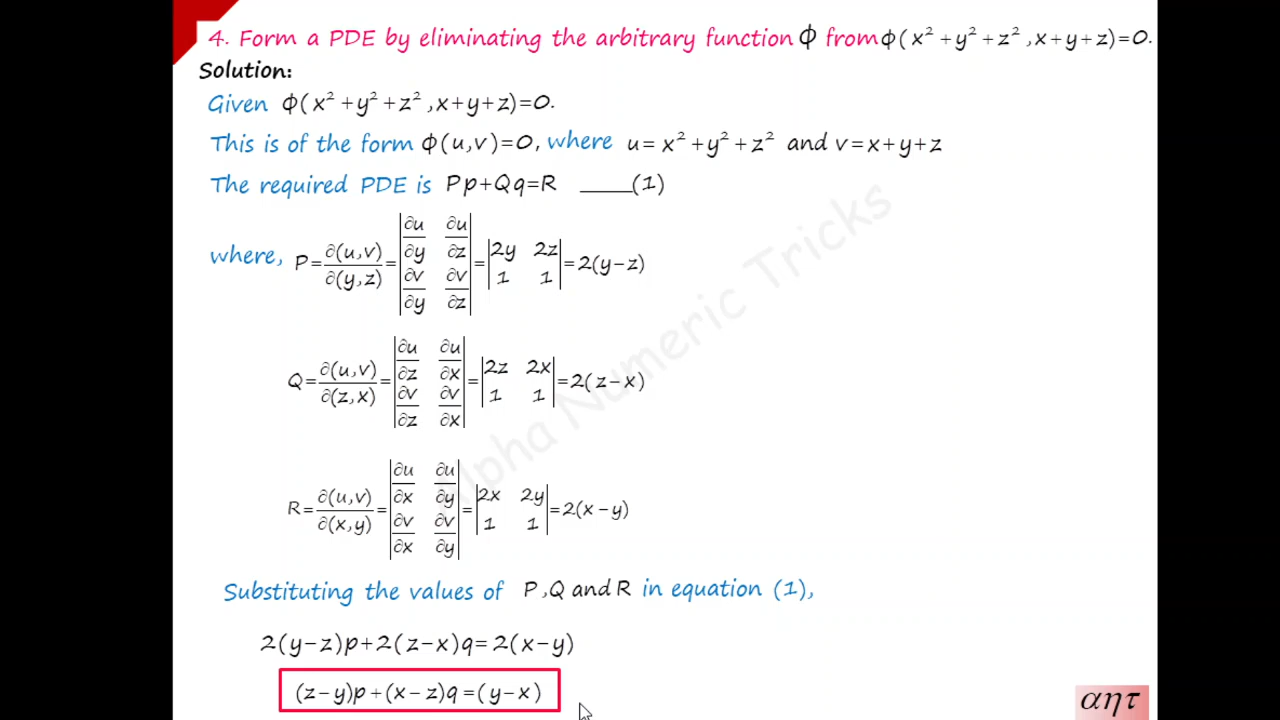 4. Form a PDE by eliminating the arbitrary function ϕ from ϕ(x² + y² + z² , x + y + z) = 0.
Solution:
Given ϕ(x² + y² + z² , x + y + z) = 0.
This is of the form ϕ(u,v) = 0, where u = x² + y² + z² and v = x + y + z
The required PDE is Pp + Qq = R ____(1)
where, P = ∂(u,v)/∂(y,z) = |∂u/∂y ∂u/∂z; ∂v/∂y ∂v/∂z| = |2y 2z; 1 1| = 2(y − z)
Q = ∂(u,v)/∂(z,x) = |∂u/∂z ∂u/∂x; ∂v/∂z ∂v/∂x| = |2z 2x; 1 1| = 2(z − x)
R = ∂(u,v)/∂(x,y) = |∂u/∂x ∂u/∂y; ∂v/∂x ∂v/∂y| = |2x 2y; 1 1| = 2(x − y)
Substituting the values of P, Q and R in equation (1),
2(y − z)p + 2(z − x)q = 2(x − y)
(z − y)p + (x − z)q = (y − x)
Alpha Numeric Tricks
αητ